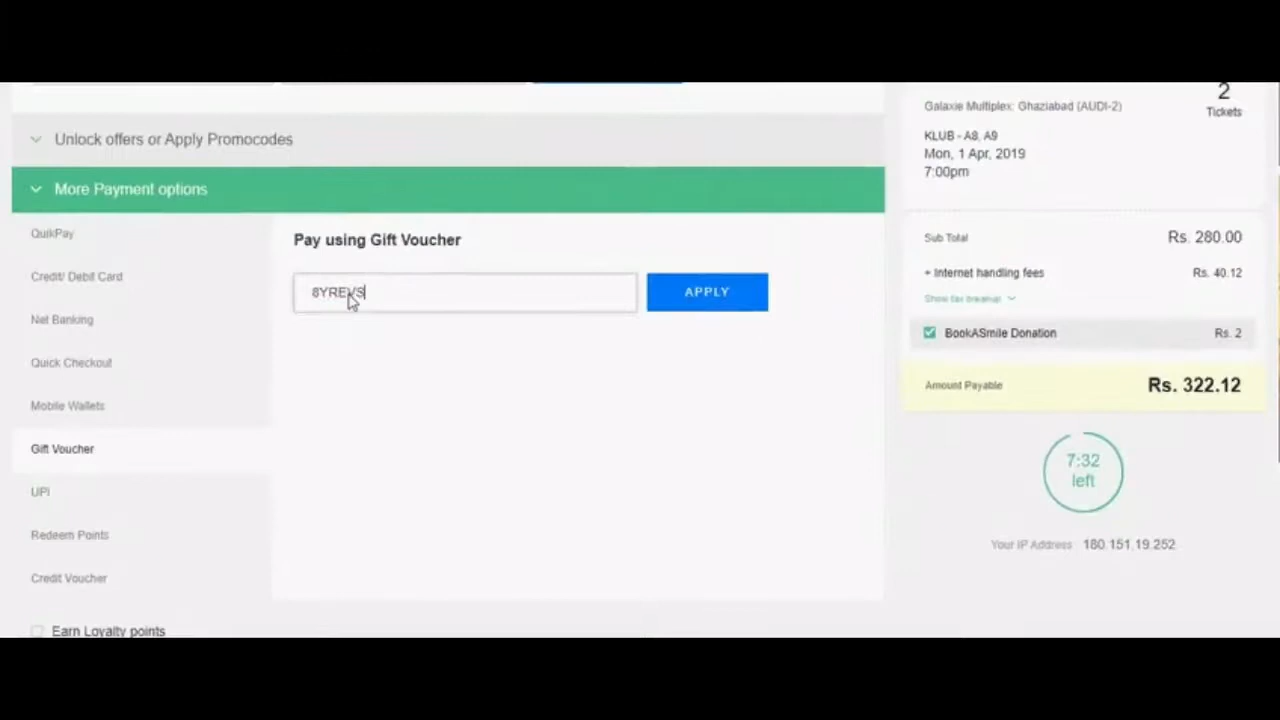 Unlock offers or Apply Promocodes
More Payment options
QuikPay
Credit/ Debit Card
Net Banking
Quick Checkout
Mobile Wallets
Gift Voucher
UPI
Redeem Points
Credit Voucher
Earn Loyalty points
Pay using Gift Voucher
8YREVS
APPLY
2
Tickets
Galaxie Multiplex: Ghaziabad (AUDI-2)
KLUB - A8, A9
Mon, 1 Apr, 2019
7:00pm
Sub Total Rs. 280.00
+ Internet handling fees Rs. 40.12
Show tax breakup
BookASmile Donation Rs. 2
Amount Payable Rs. 322.12
7:32
left
Your IP Address 180.151.19.252